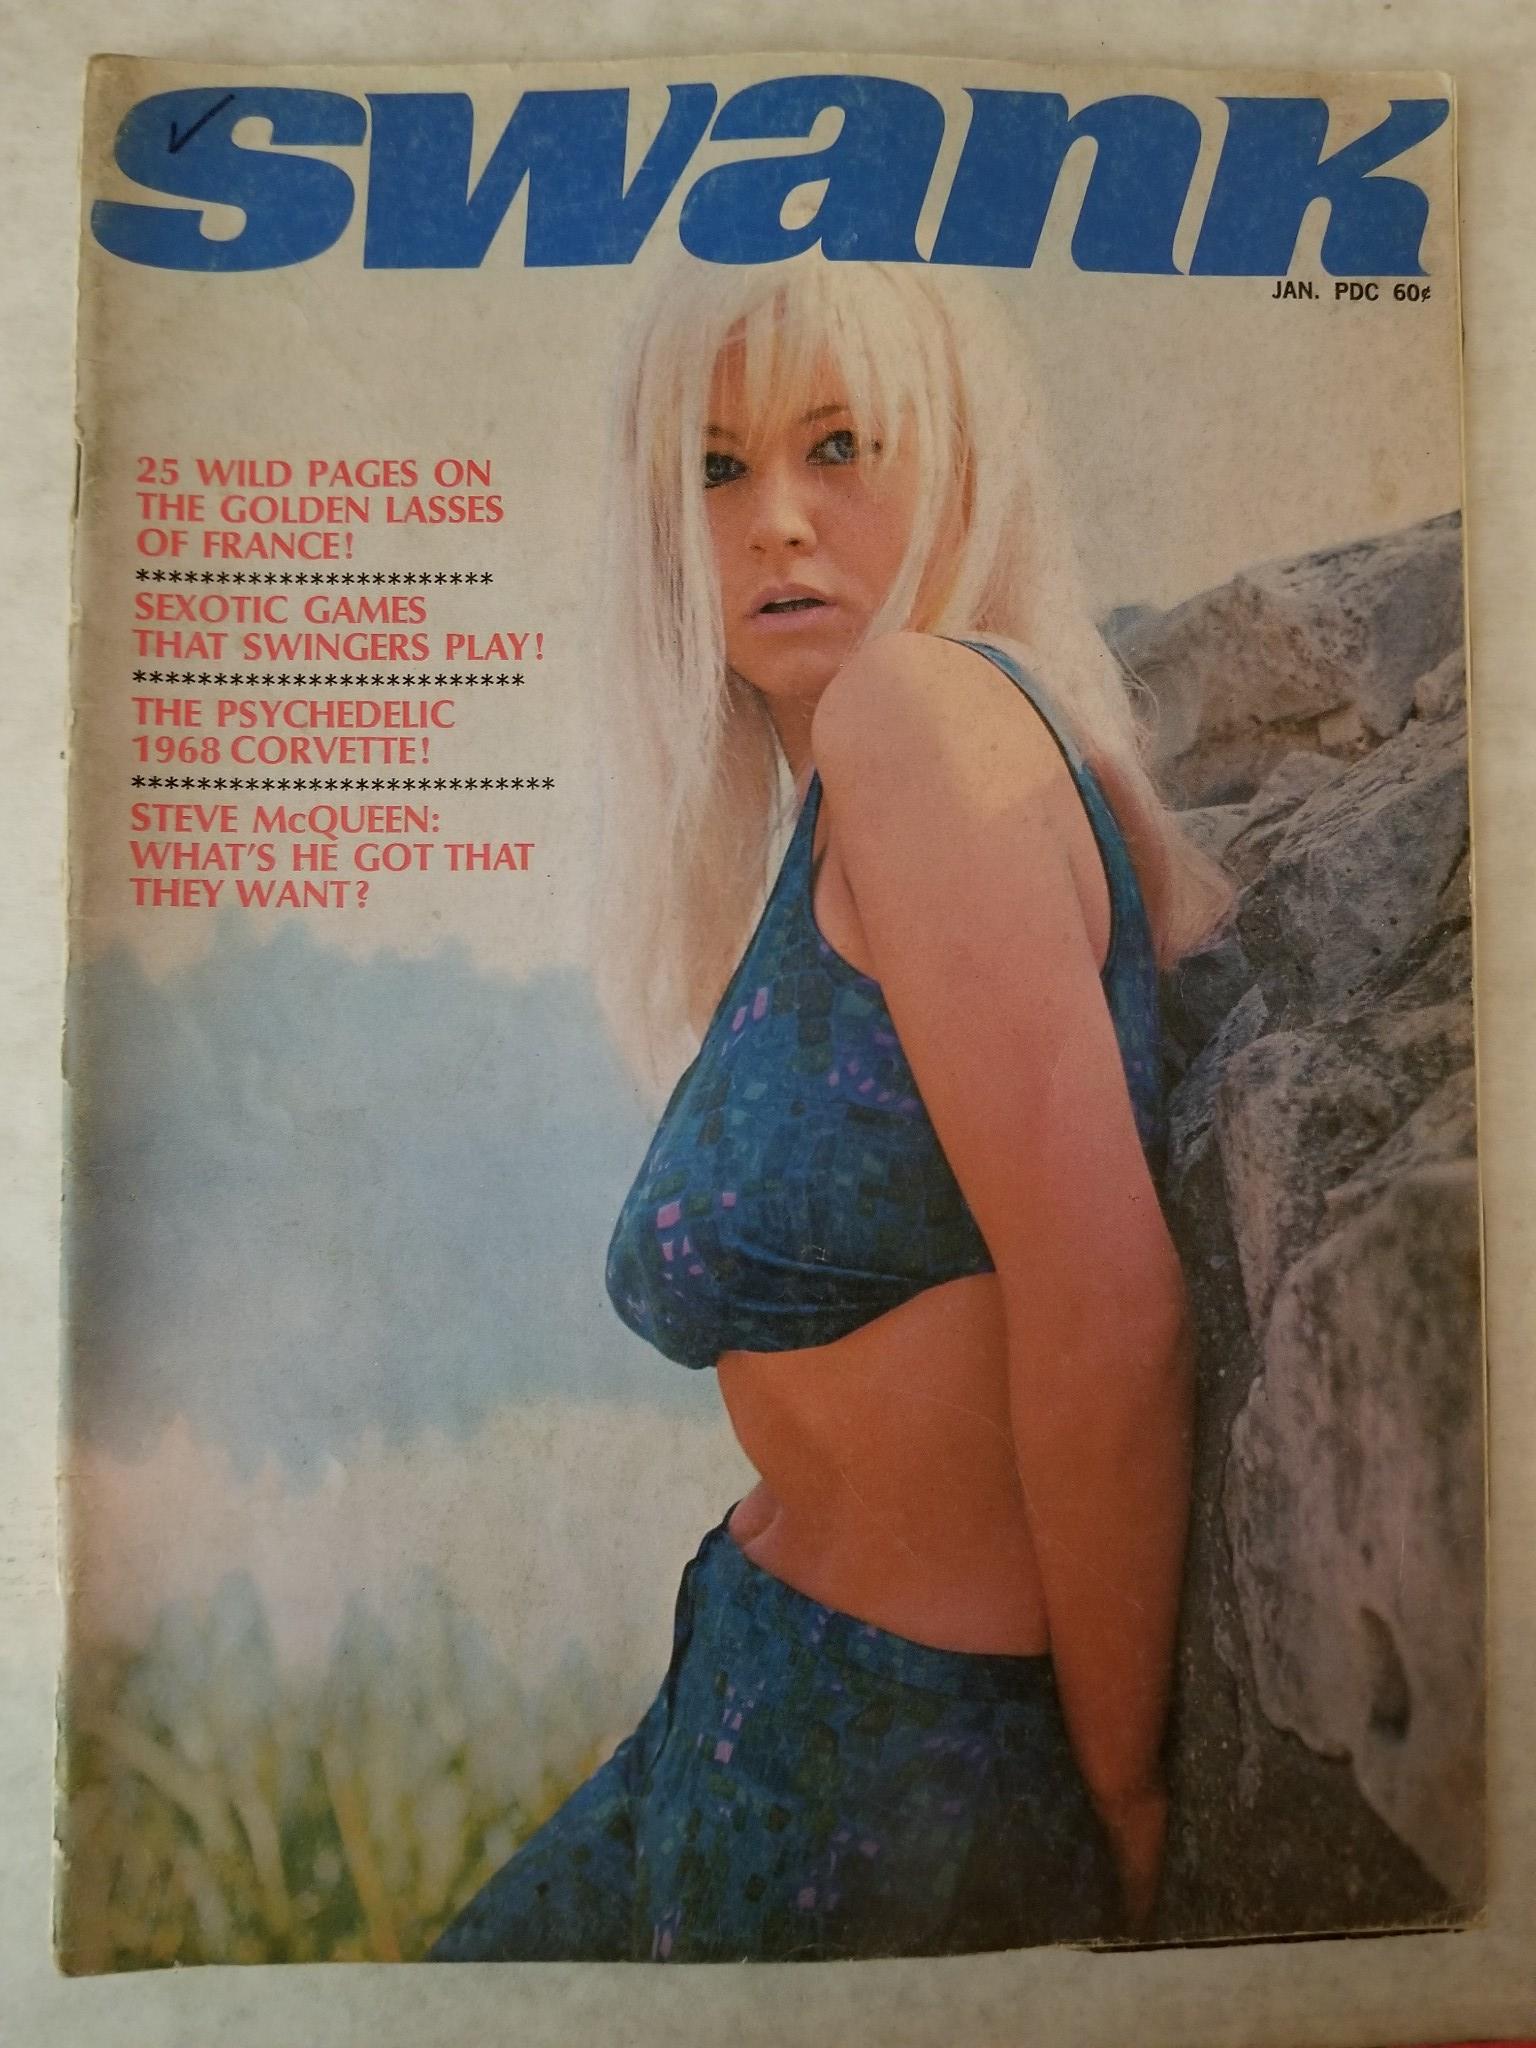 swank
JAN. PDC 60¢
25 WILD PAGES ON
THE GOLDEN LASSES
OF FRANCE!
***********************
SEXOTIC GAMES
THAT SWINGERS PLAY!
*************************
THE PSYCHEDELIC
1968 CORVETTE!
***************************
STEVE McQUEEN:
WHAT'S HE GOT THAT
THEY WANT?